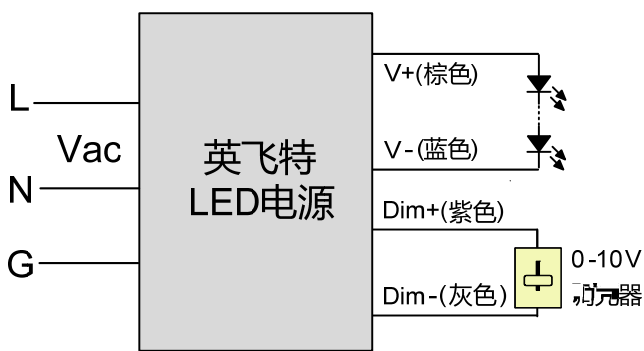 L
Vac
N
G
英飞特
LED电源
V+(棕色)
V-(蓝色)
Dim+(紫色)
Dim-(灰色)
0-10V
器